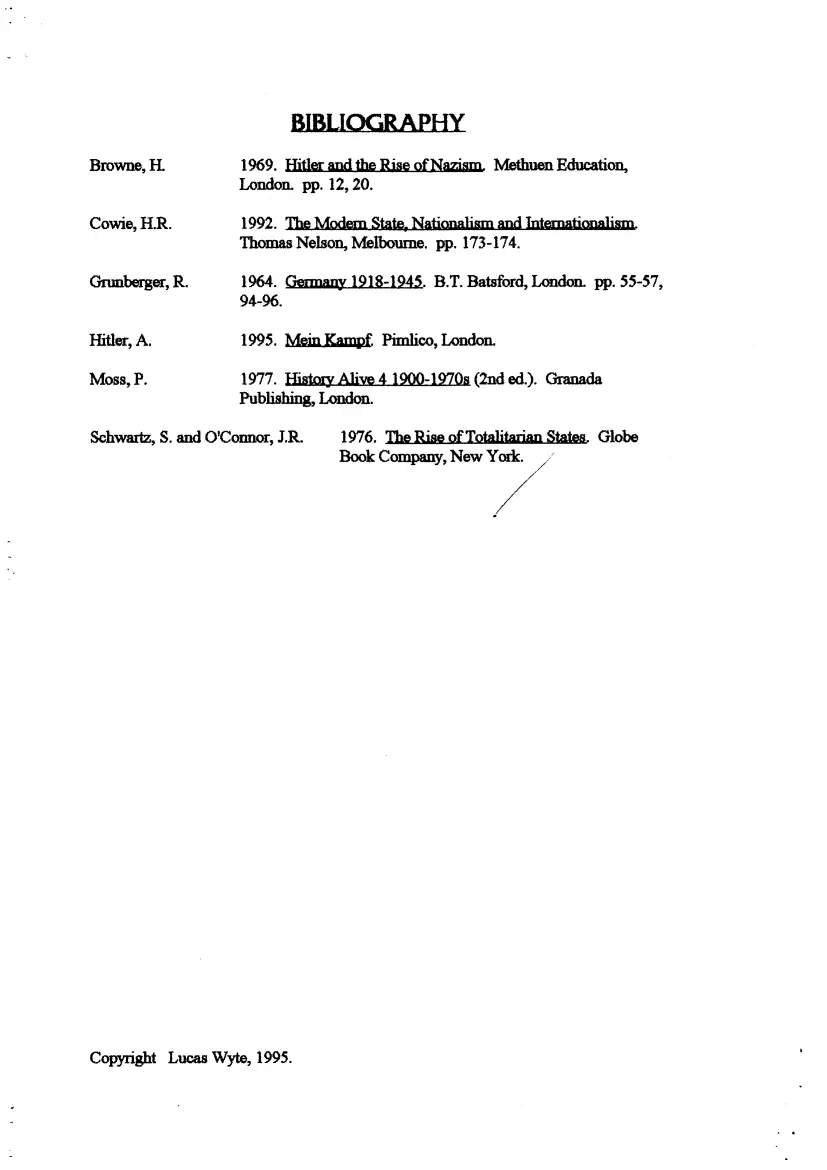 BIBLIOGRAPHY
Browne, H. 1969. Hitler and the Rise of Nazism. Methuen Education,
London. pp. 12, 20.
Cowie, H.R. 1992. The Modern State, Nationalism and Internationalism.
Thomas Nelson, Melbourne. pp. 173-174.
Grunberger, R. 1964. Germany 1918-1945. B.T. Batsford, London. pp. 55-57,
94-96.
Hitler, A. 1995. Mein Kampf. Pimlico, London.
Moss, P. 1977. History Alive 4 1900-1970s (2nd ed.). Granada
Publishing, London.
Schwartz, S. and O'Connor, J.R. 1976. The Rise of Totalitarian States. Globe
Book Company, New York.
Copyright Lucas Wyte, 1995.